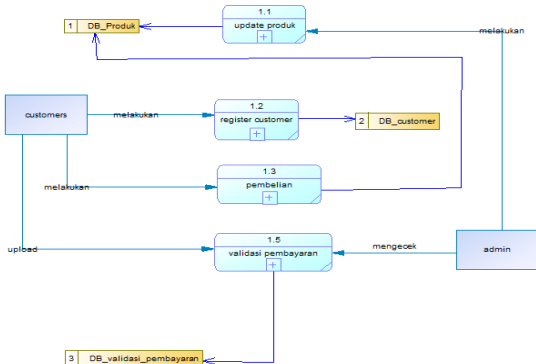 1.1
update produk
1 DB_Produk
melakukan
customers
melakukan
1.2
register customer
2 DB_customer
1.3
pembelian
melakukan
1.5
validasi pembayaran
upload
mengecek
admin
3 DB_validasi_pembayaran